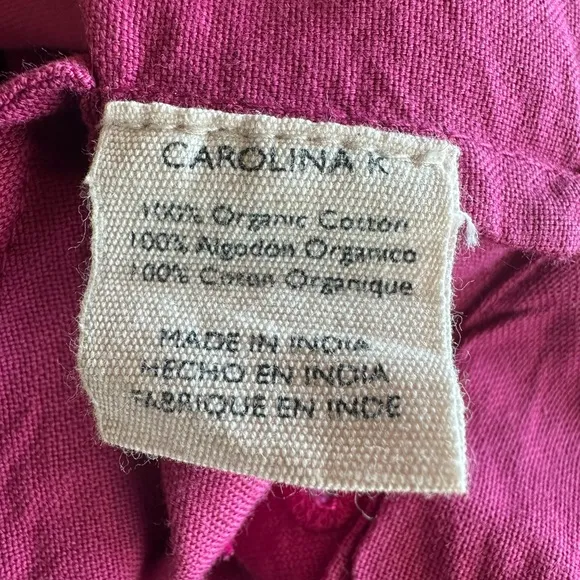 CAROLINA K
100% Organic Cotton
100% Algodon Organico
100% Coton Organique
MADE IN INDIA
HECHO EN INDIA
FABRIQUE EN INDE